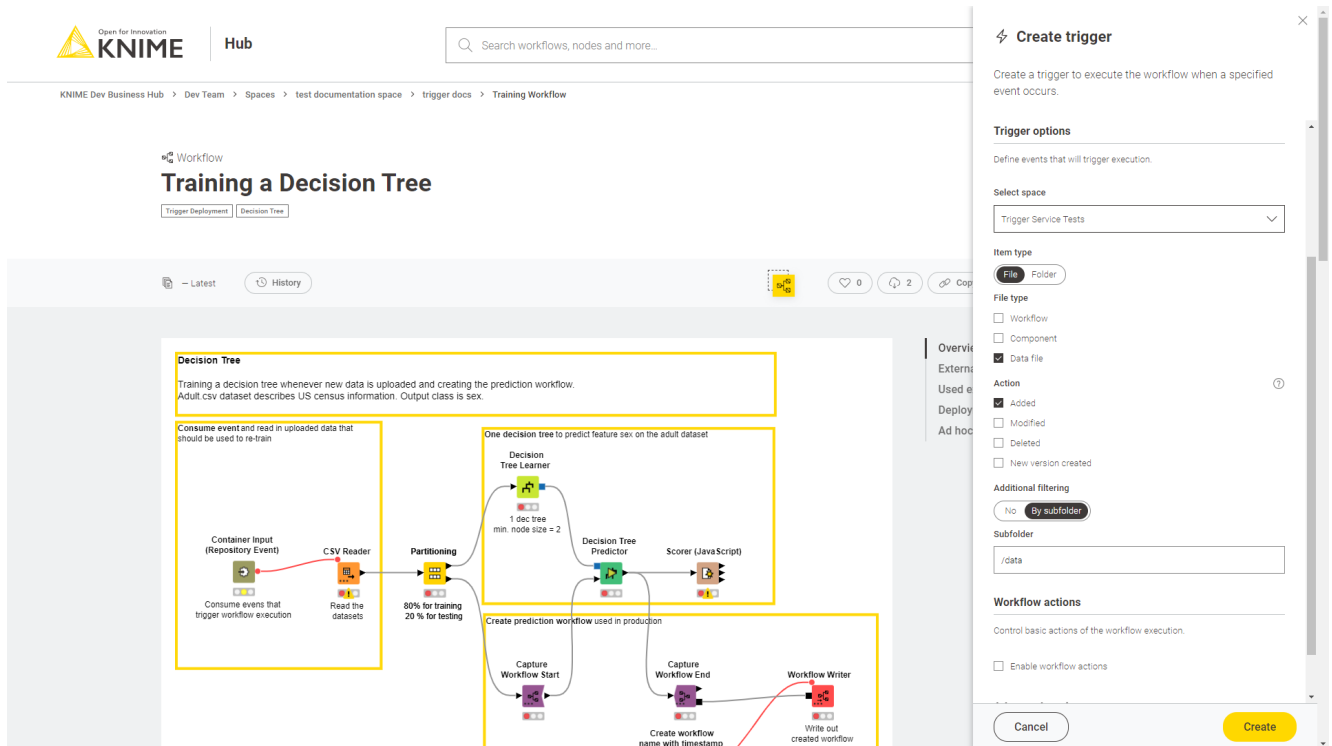 Open for Innovation
KNIME
Hub
Search workflows, nodes and more...
KNIME Dev Business Hub > Dev Team > Spaces > test documentation space > trigger docs > Training Workflow
Workflow
Training a Decision Tree
Trigger Deployment
Decision Tree
– Latest
History
0
2
Cop
Overvie
Externa
Used e
Deploy
Ad hoc
Decision Tree
Training a decision tree whenever new data is uploaded and creating the prediction workflow.
Adult.csv dataset describes US census information. Output class is sex.
Consume event and read in uploaded data that
should be used to re-train
One decision tree to predict feature sex on the adult dataset
Decision
Tree Learner
1 dec tree
min. node size = 2
Container Input
(Repository Event)
CSV Reader
Partitioning
Decision Tree
Predictor
Scorer (JavaScript)
Consume evens that
trigger workflow execution
Read the
datasets
80% for training
20 % for testing
Create prediction workflow used in production
Capture
Workflow Start
Capture
Workflow End
Workflow Writer
Create workflow
name with timestamp
Write out
created workflow
Create trigger
Create a trigger to execute the workflow when a specified
event occurs.
Trigger options
Define events that will trigger execution.
Select space
Trigger Service Tests
Item type
File
Folder
File type
Workflow
Component
Data file
Action
?
Added
Modified
Deleted
New version created
Additional filtering
No
By subfolder
Subfolder
/data
Workflow actions
Control basic actions of the workflow execution.
Enable workflow actions
Cancel
Create